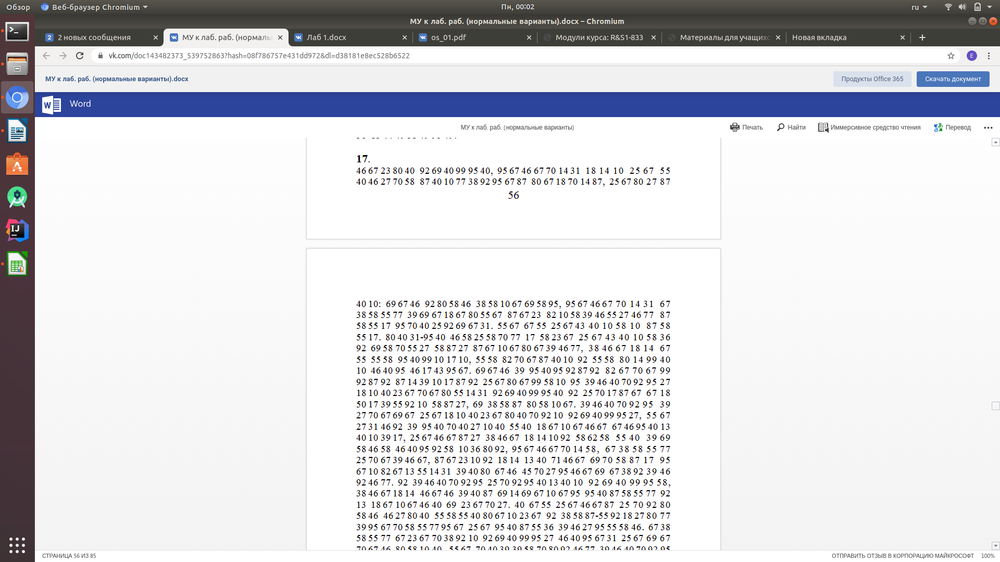 Обзор Веб-браузер Chromium Пн, 00:02 ru
МУ к лаб. раб. (нормальные варианты).docx – Chromium
2 2 новых сообщения МУ к лаб. раб. (нормаль Лаб 1.docx os_01.pdf Модули курса: R&S1-833 Материалы для учащихс Новая вкладка
vk.com/doc143482373_539752863?hash=08f786757e431dd972&dl=d38181e8ec528b6522 E
МУ к лаб. раб. (нормальные варианты).docx Продукты Office 365 Скачать документ
Word
МУ к лаб. раб. (нормальные варианты) Печать Найти Иммерсивное средство чтения Перевод
17.
46 67 23 80 40 92 69 40 99 95 40, 95 67 46 67 70 14 31 18 14 10 25 67 55
40 46 27 70 58 87 40 10 77 38 92 95 67 87 80 67 18 70 14 87, 25 67 80 27 87
56
40 10: 69 67 46 92 80 58 46 38 58 10 67 69 58 95, 95 67 46 67 70 14 31 67
38 58 55 77 39 69 67 18 67 80 55 67 87 67 23 82 10 58 39 46 55 27 46 77 87
58 55 17 95 70 40 25 92 69 67 31. 55 67 67 55 25 67 43 40 10 58 10 87 58
55 17. 80 40 31-95 40 46 58 25 58 70 77 17 58 23 67 25 67 43 40 10 58 36
92 69 58 70 55 27 58 87 27 87 67 10 67 80 67 39 46 77, 38 46 67 18 14 67
55 55 58 95 40 99 10 17 10, 55 58 82 70 67 87 40 10 92 55 58 80 14 99 40
10 46 40 95 46 17 43 95 67. 69 67 46 39 95 40 95 92 87 92 82 67 70 67 99
92 87 92 87 14 39 10 17 87 92 25 67 80 67 99 58 10 95 39 46 40 70 92 95 27
18 10 40 23 67 70 67 80 55 14 31 92 69 40 99 95 40 92 25 70 17 87 67 67 18
50 17 39 55 92 10 58 87 27, 69 38 58 87 80 58 10 67. 39 46 40 70 92 95 39
27 70 67 69 67 25 67 18 10 40 23 67 80 40 70 92 10 92 69 40 99 95 27, 55 67
27 31 46 92 39 95 40 70 40 27 10 40 55 40 18 67 10 67 46 67 67 46 95 40 13
40 10 39 17, 25 67 46 67 87 27 38 46 67 18 14 10 92 58 62 58 55 40 39 69
58 46 58 46 40 95 92 58 10 36 80 92, 95 67 46 67 70 14 58, 67 38 58 55 77
25 70 67 39 46 67, 87 67 23 10 92 18 14 13 40 71 46 67 69 70 58 87 17 95
67 10 82 67 13 55 14 31 39 40 80 67 46 45 70 27 95 46 67 69 67 38 92 39 46
92 46 77. 92 39 46 40 70 92 95 25 70 92 95 40 13 40 10 92 69 40 99 95 58,
38 46 67 18 14 46 67 46 39 40 87 69 14 69 67 10 67 95 95 40 87 58 55 77 92
13 18 67 10 67 46 40 69 23 67 70 27. 40 67 55 25 67 46 67 87 25 70 92 80
58 46 46 27 80 40 55 58 55 40 80 67 10 23 67 92 38 58 87-55 92 18 27 80 77
39 95 67 70 58 55 77 95 67 25 67 95 40 87 55 36 39 46 27 95 55 58 46. 67 38
58 55 77 67 23 67 70 38 92 10 92 69 40 99 95 27 46 40 95 67 31 25 67 69 67
70 67 46 80 58 10 40, 55 67 70 40 39 39 58 70 80 92 46 77 39 46 40 70 92 95
СТРАНИЦА 56 ИЗ 85 ОТПРАВИТЬ ОТЗЫВ В КОРПОРАЦИЮ МАЙКРОСОФТ 100%